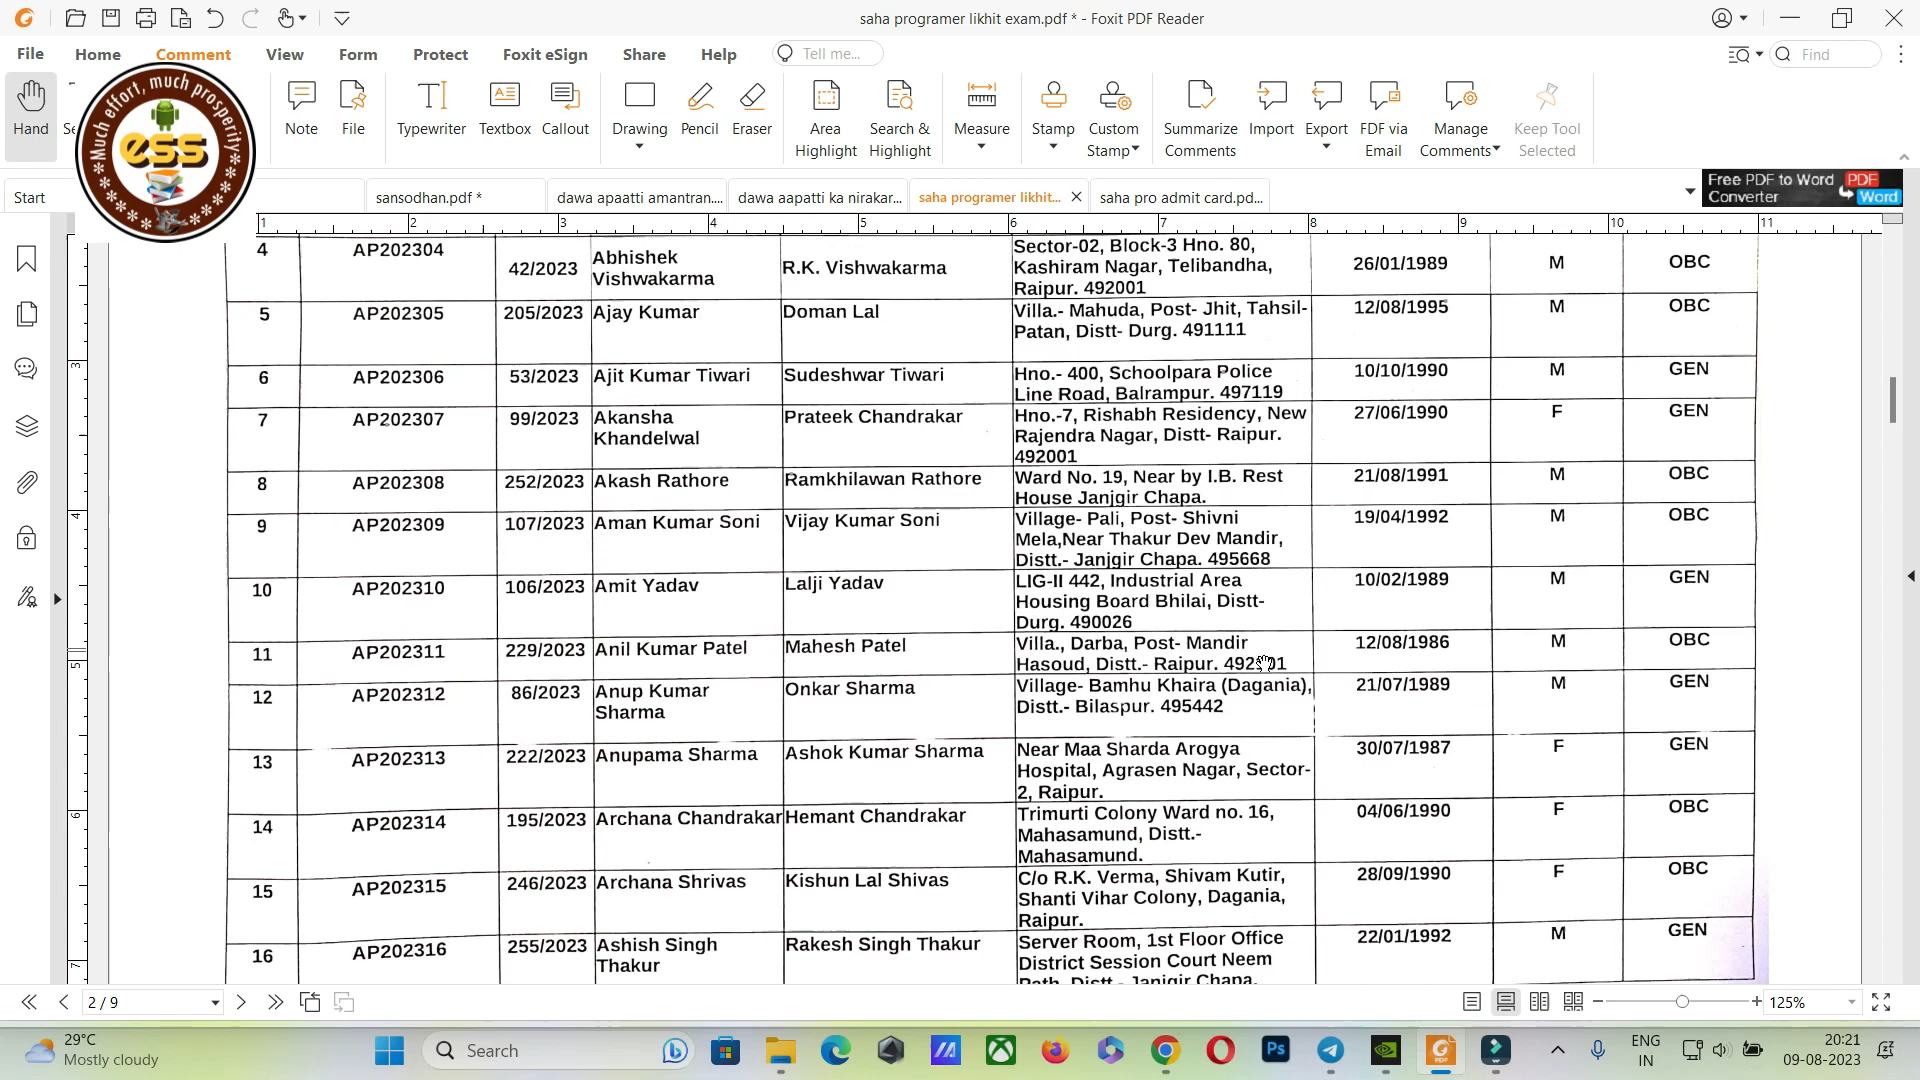 saha programer likhit exam.pdf * - Foxit PDF Reader
File Home Comment View Form Protect Foxit eSign Share Help Tell me... Find
Much effort, much prosperity
ess
Hand
Note File Typewriter Textbox Callout Drawing Pencil Eraser Area Highlight Search & Highlight Measure Stamp Custom Stamp Summarize Comments Import Export FDF via Email Manage Comments Keep Tool Selected
Start sansodhan.pdf * dawa apaatti amantran.... dawa aapatti ka nirakar... saha programer likhit... saha pro admit card.pd...
Free PDF to Word Converter PDF Word
1 2 3 4 5 6 7 8 9 10 11
4 AP202304 42/2023 Abhishek Vishwakarma R.K. Vishwakarma Sector-02, Block-3 Hno. 80, Kashiram Nagar, Telibandha, Raipur. 492001 26/01/1989 M OBC
5 AP202305 205/2023 Ajay Kumar Doman Lal Villa.- Mahuda, Post- Jhit, Tahsil- Patan, Distt- Durg. 491111 12/08/1995 M OBC
6 AP202306 53/2023 Ajit Kumar Tiwari Sudeshwar Tiwari Hno.- 400, Schoolpara Police Line Road, Balrampur. 497119 10/10/1990 M GEN
7 AP202307 99/2023 Akansha Khandelwal Prateek Chandrakar Hno.-7, Rishabh Residency, New Rajendra Nagar, Distt- Raipur. 492001 27/06/1990 F GEN
8 AP202308 252/2023 Akash Rathore Ramkhilawan Rathore Ward No. 19, Near by I.B. Rest House Janjgir Chapa. 21/08/1991 M OBC
9 AP202309 107/2023 Aman Kumar Soni Vijay Kumar Soni Village- Pali, Post- Shivni Mela,Near Thakur Dev Mandir, Distt.- Janjgir Chapa. 495668 19/04/1992 M OBC
10 AP202310 106/2023 Amit Yadav Lalji Yadav LIG-II 442, Industrial Area Housing Board Bhilai, Distt- Durg. 490026 10/02/1989 M GEN
11 AP202311 229/2023 Anil Kumar Patel Mahesh Patel Villa., Darba, Post- Mandir Hasoud, Distt.- Raipur. 12/08/1986 M OBC
12 AP202312 86/2023 Anup Kumar Sharma Onkar Sharma Village- Bamhu Khaira (Dagania), Distt.- Bilaspur. 495442 21/07/1989 M GEN
13 AP202313 222/2023 Anupama Sharma Ashok Kumar Sharma Near Maa Sharda Arogya Hospital, Agrasen Nagar, Sector- 2, Raipur. 30/07/1987 F GEN
14 AP202314 195/2023 Archana Chandrakar Hemant Chandrakar Trimurti Colony Ward no. 16, Mahasamund, Distt.- Mahasamund. 04/06/1990 F OBC
15 AP202315 246/2023 Archana Shrivas Kishun Lal Shivas C/o R.K. Verma, Shivam Kutir, Shanti Vihar Colony, Dagania, Raipur. 28/09/1990 F OBC
16 AP202316 255/2023 Ashish Singh Thakur Rakesh Singh Thakur Server Room, 1st Floor Office District Session Court Neem 22/01/1992 M GEN
2 / 9 125%
29°C
Mostly cloudy
Search
ENG
IN
20:21
09-08-2023